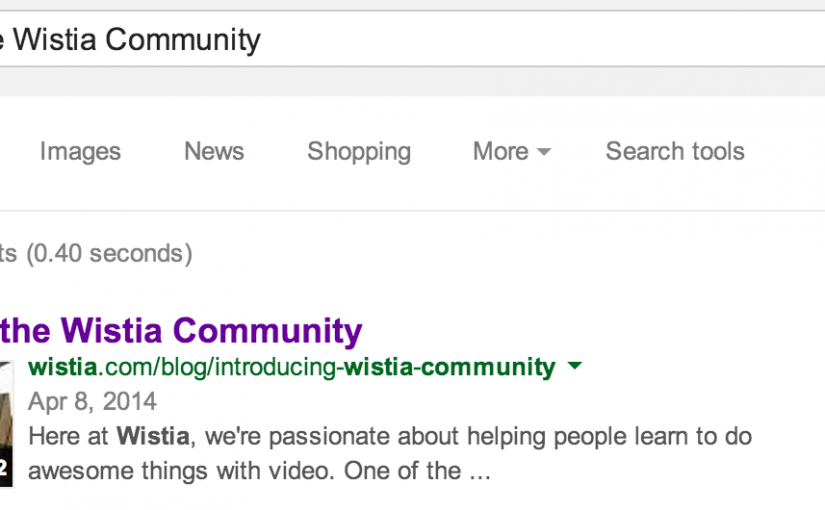 e Wistia Community
Images News Shopping More Search tools
ts (0.40 seconds)
the Wistia Community
wistia.com/blog/introducing-wistia-community
Apr 8, 2014
Here at Wistia, we're passionate about helping people learn to do
2 awesome things with video. One of the ...